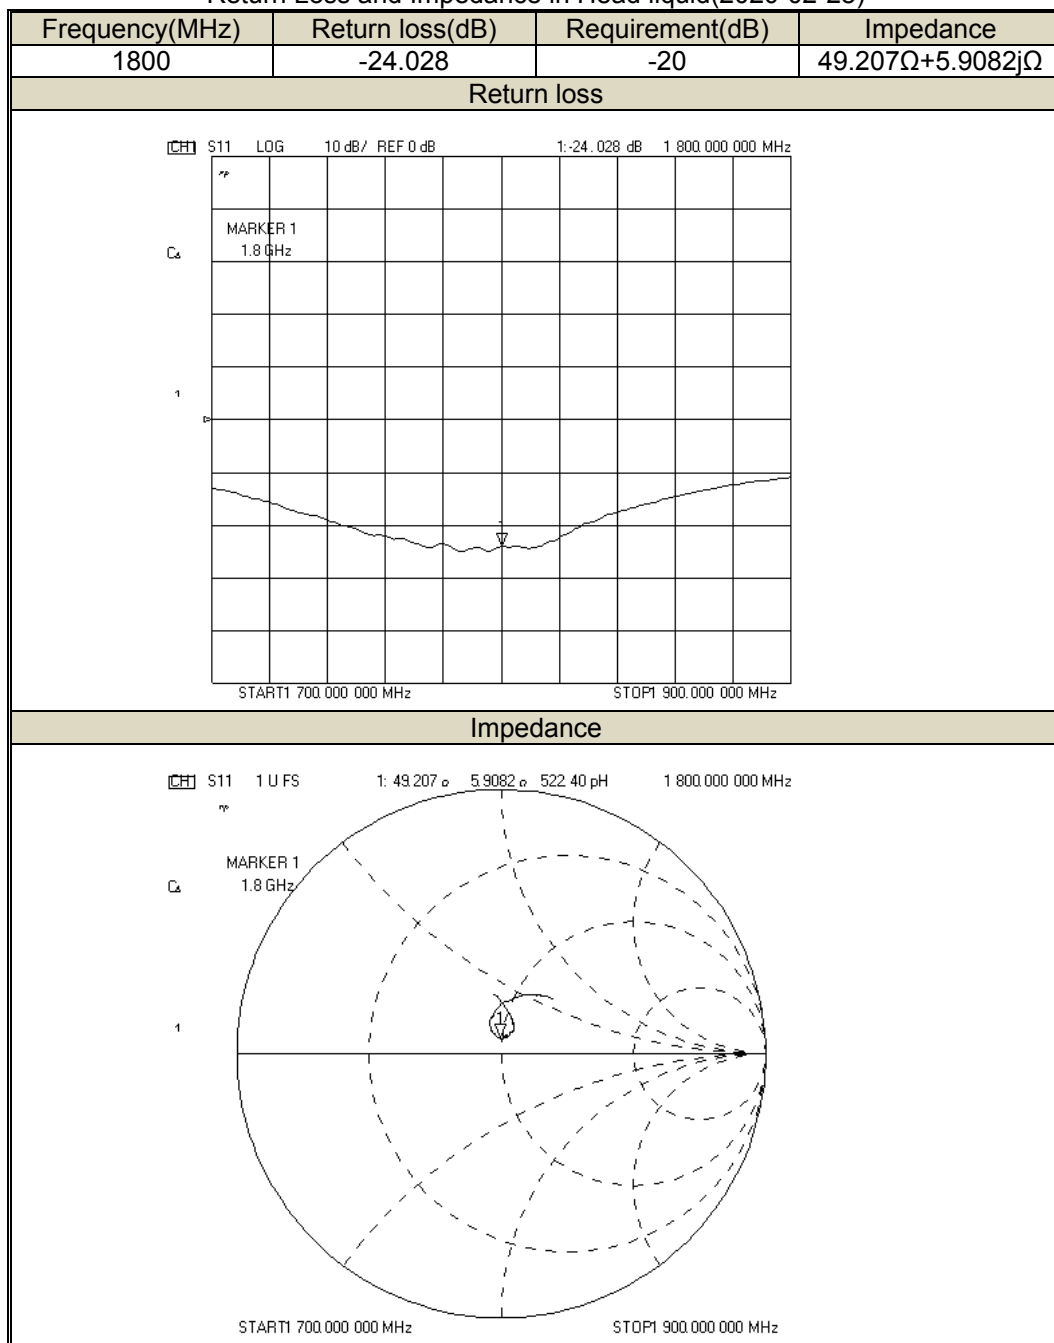 Frequency(MHz) Return loss(dB) Requirement(dB) Impedance
1800 -24.028 -20 49.207Ω+5.9082jΩ
Return loss
CH1 S11 LOG 10 dB/ REF 0 dB 1:-24.028 dB 1 800.000 000 MHz
MARKER 1
1.8 GHz
1
START1 700.000 000 MHz STOP1 900.000 000 MHz
Impedance
CH1 S11 1 U FS 1: 49.207 Ω 5.9082 Ω 522.40 pH 1 800.000 000 MHz
MARKER 1
1.8 GHz
1
1
START1 700.000 000 MHz STOP1 900.000 000 MHz